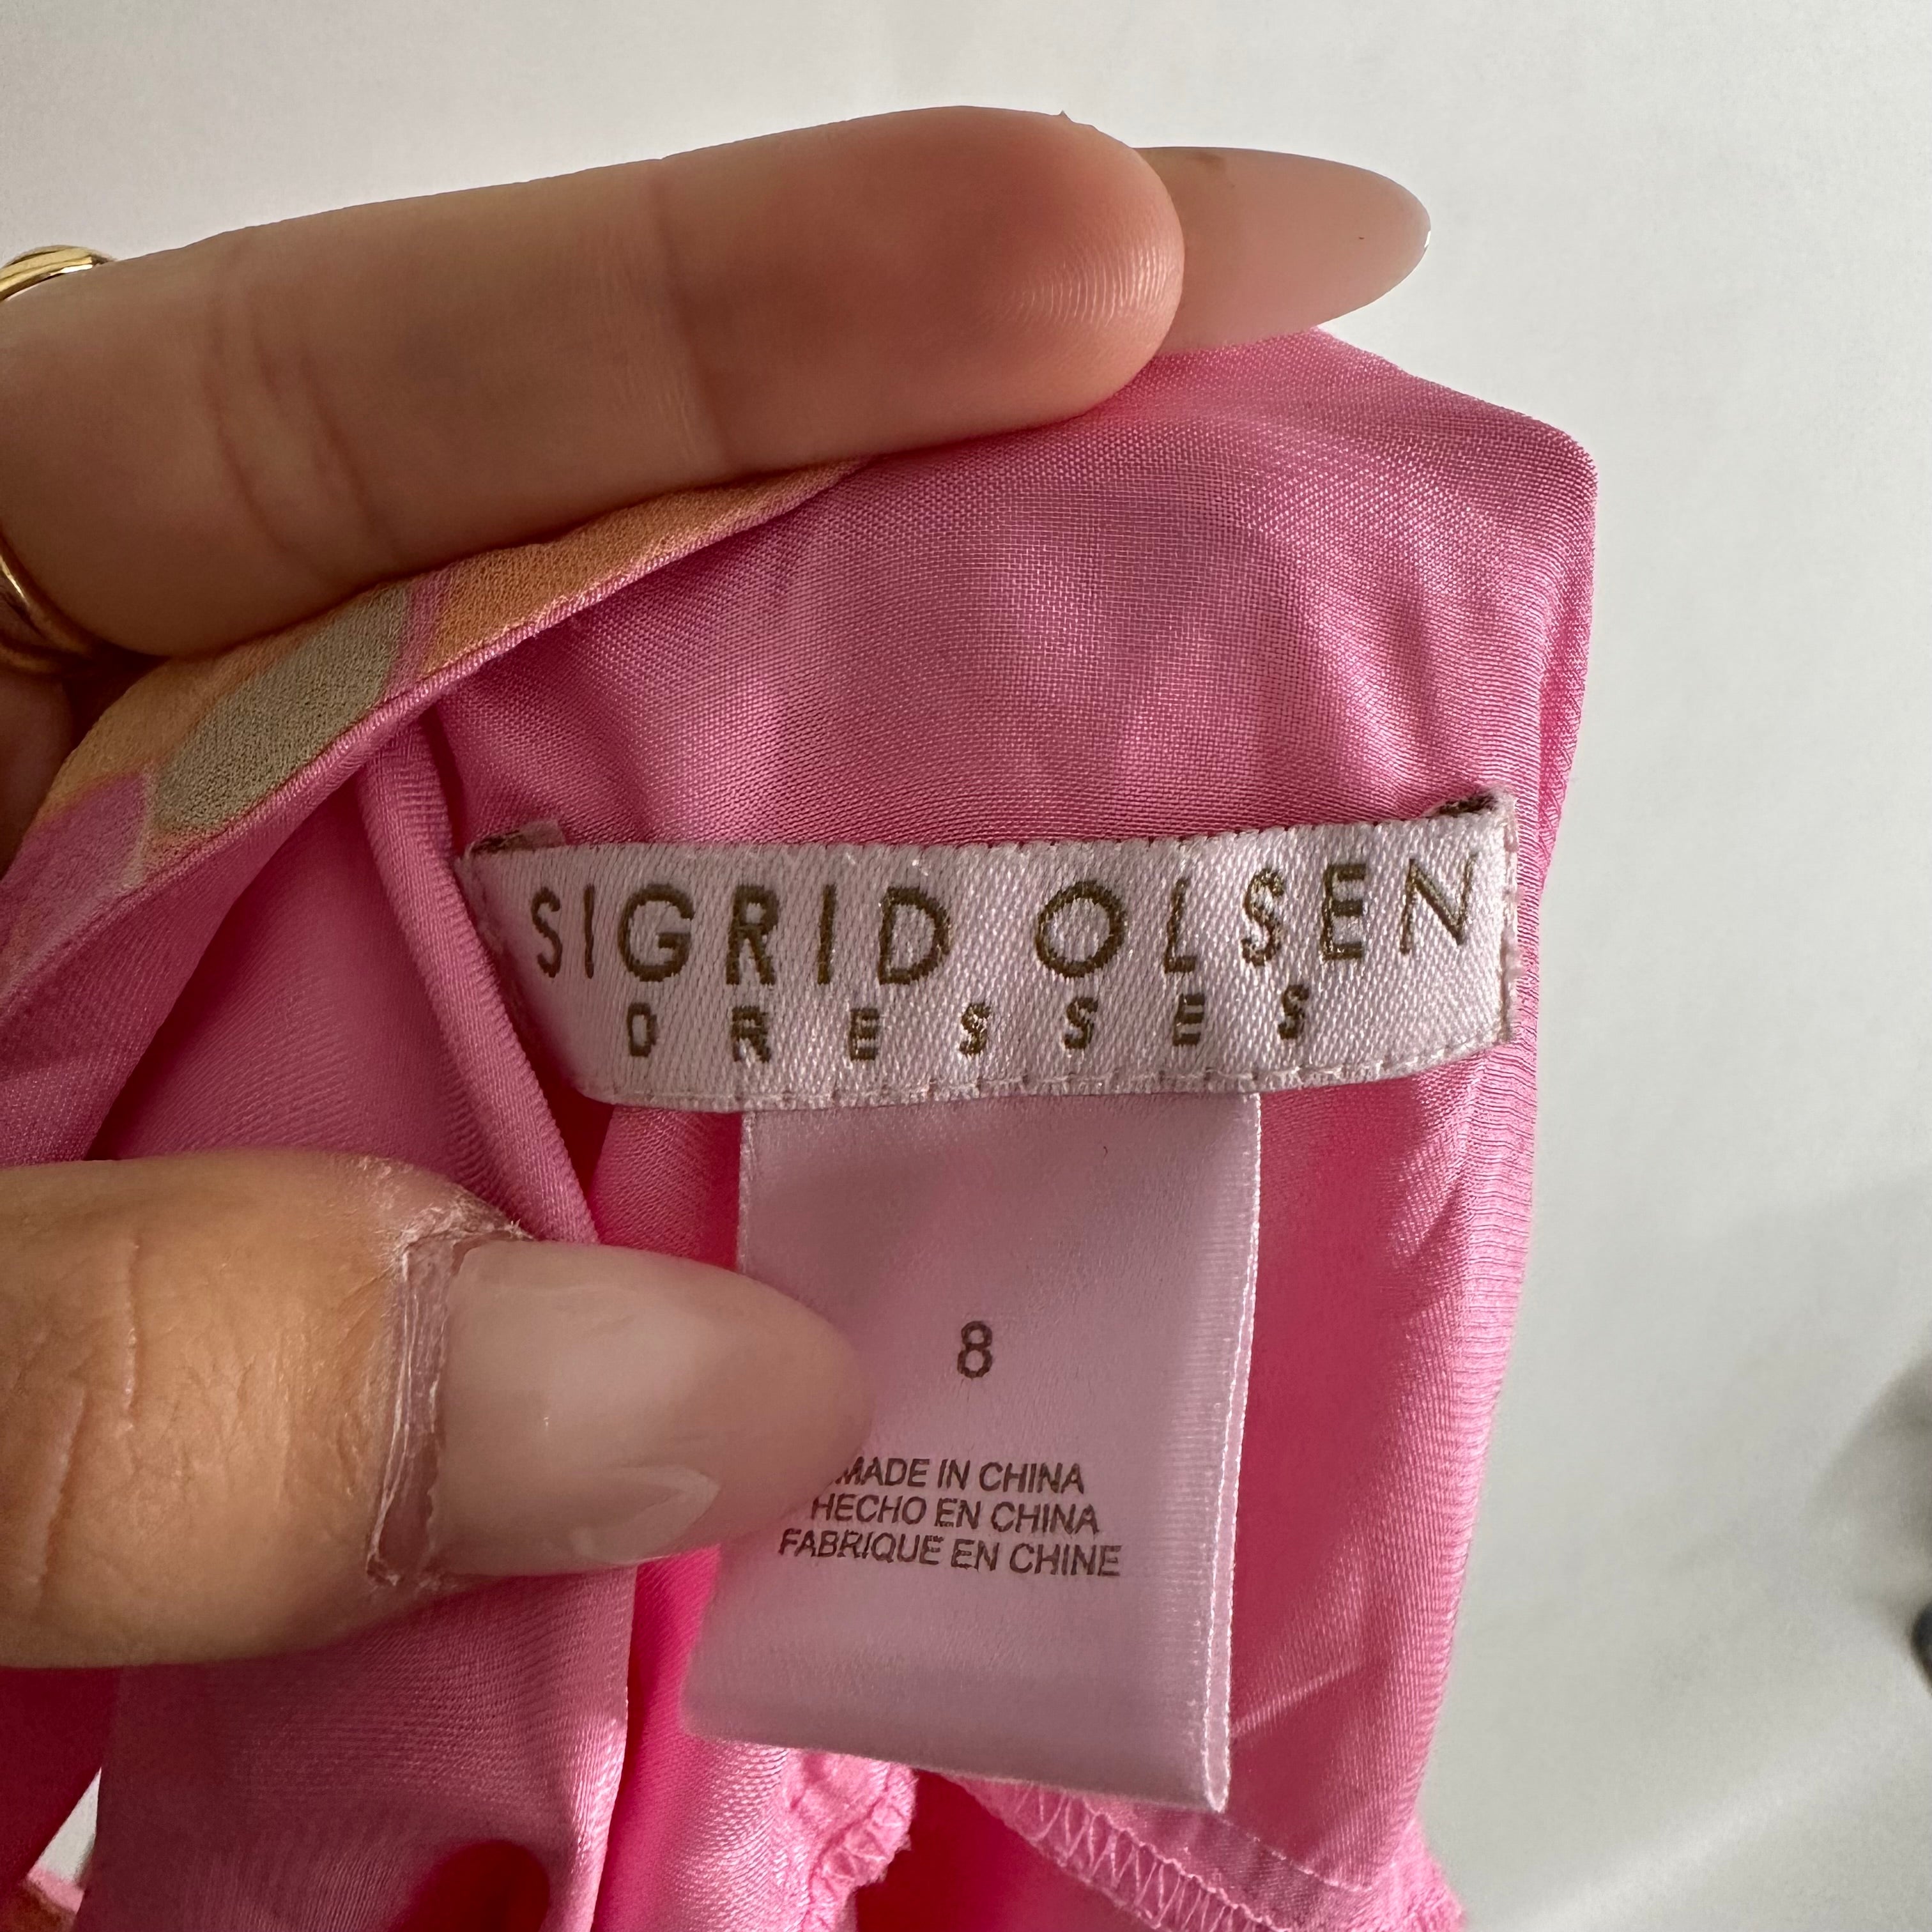 SIGRID OLSEN
DRESSES
8
MADE IN CHINA
HECHO EN CHINA
FABRIQUE EN CHINE